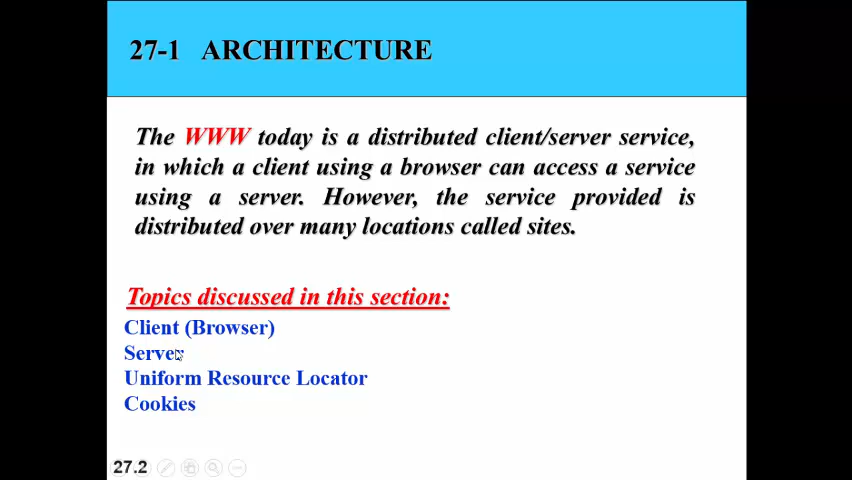 27-1 ARCHITECTURE
The WWW today is a distributed client/server service,
in which a client using a browser can access a service
using a server. However, the service provided is
distributed over many locations called sites.
Topics discussed in this section:
Client (Browser)
Server
Uniform Resource Locator
Cookies
27.2